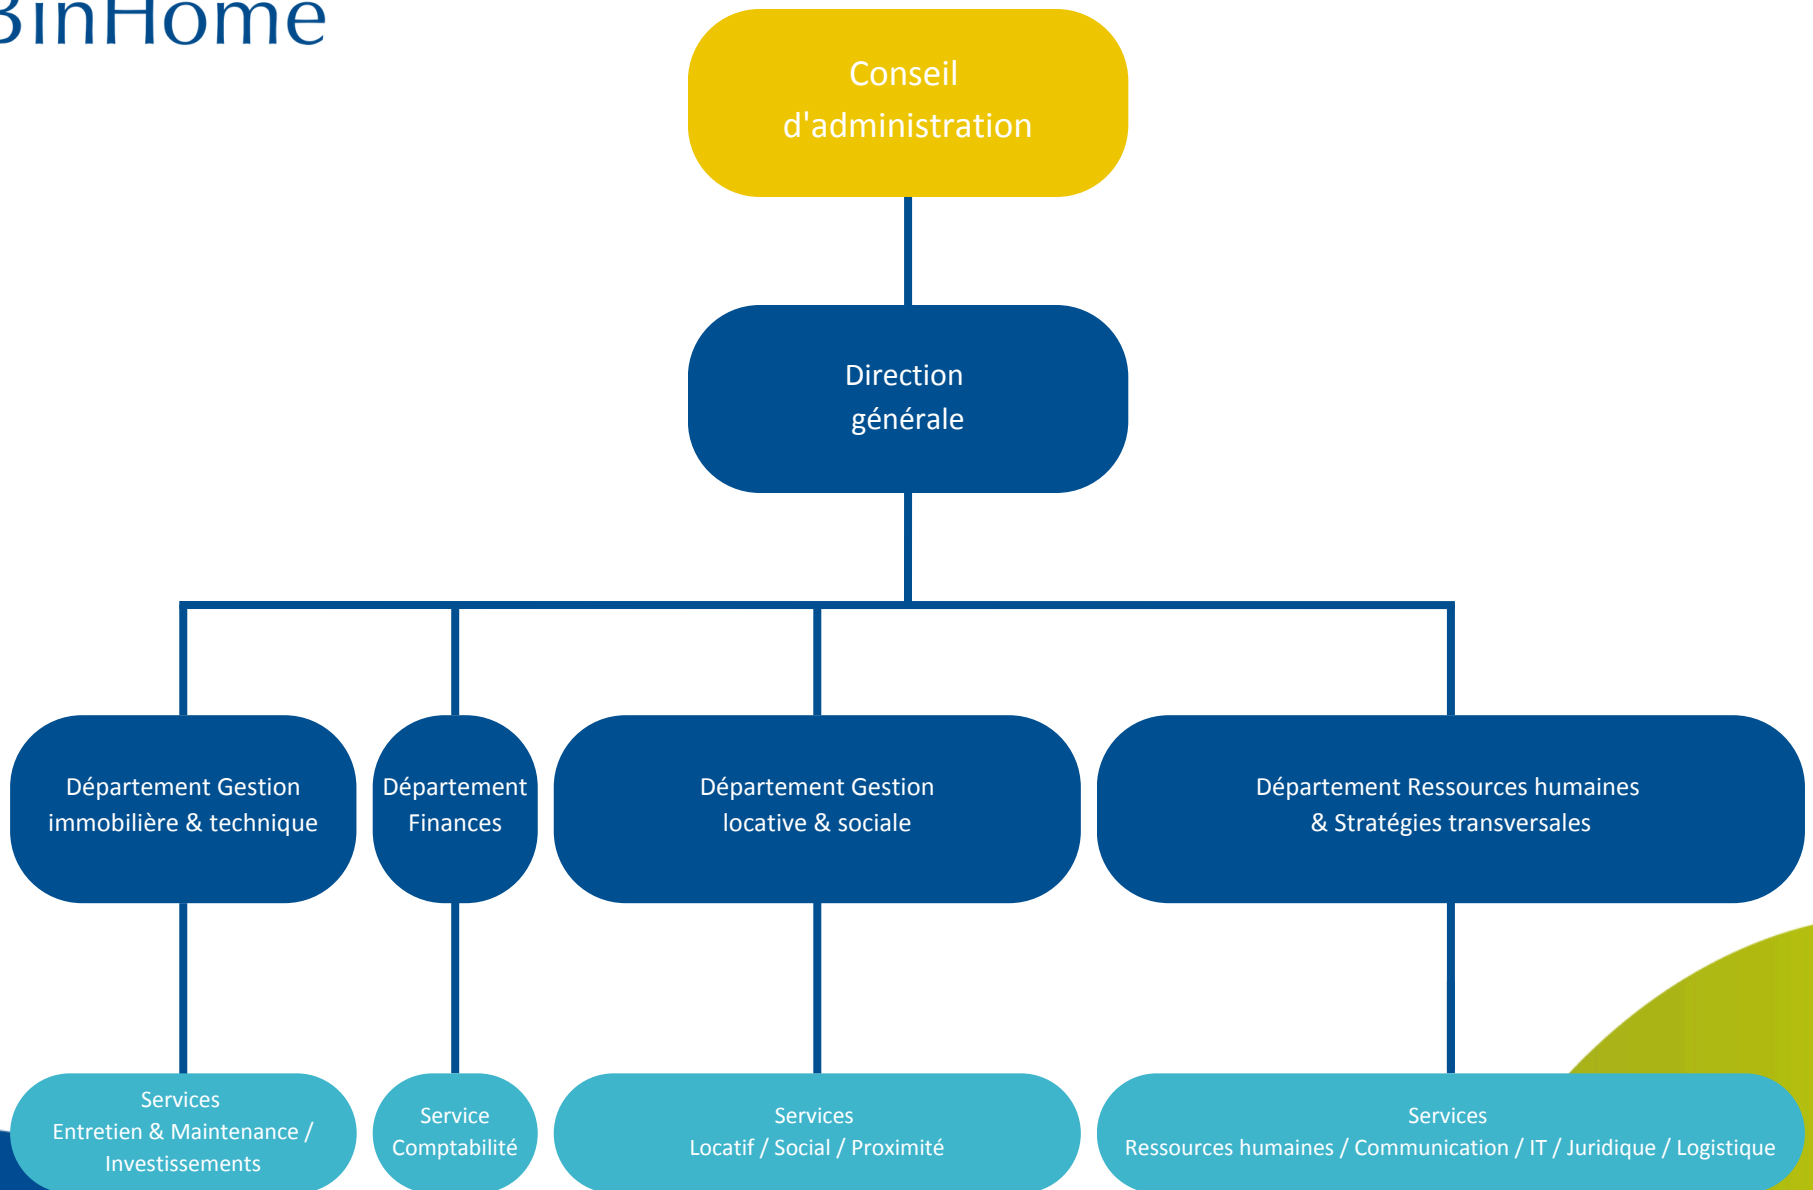 BinHome
Conseil
d'administration
Direction
générale
Département Gestion
immobilière & technique
Département
Finances
Département Gestion
locative & sociale
Département Ressources humaines
& Stratégies transversales
Services
Entretien & Maintenance /
Investissements
Service
Comptabilité
Services
Locatif / Social / Proximité
Services
Ressources humaines / Communication / IT / Juridique / Logistique